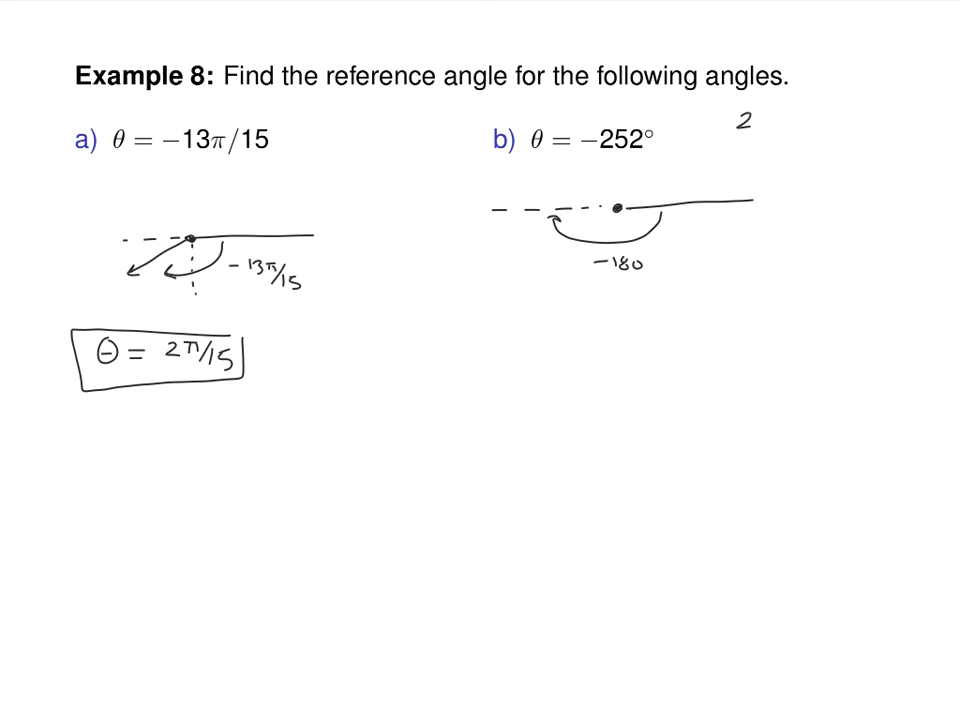 Example 8: Find the reference angle for the following angles.
a) θ = −13π/15
b) θ = −252°
2
−13π/15
−180
θ = 2π/15